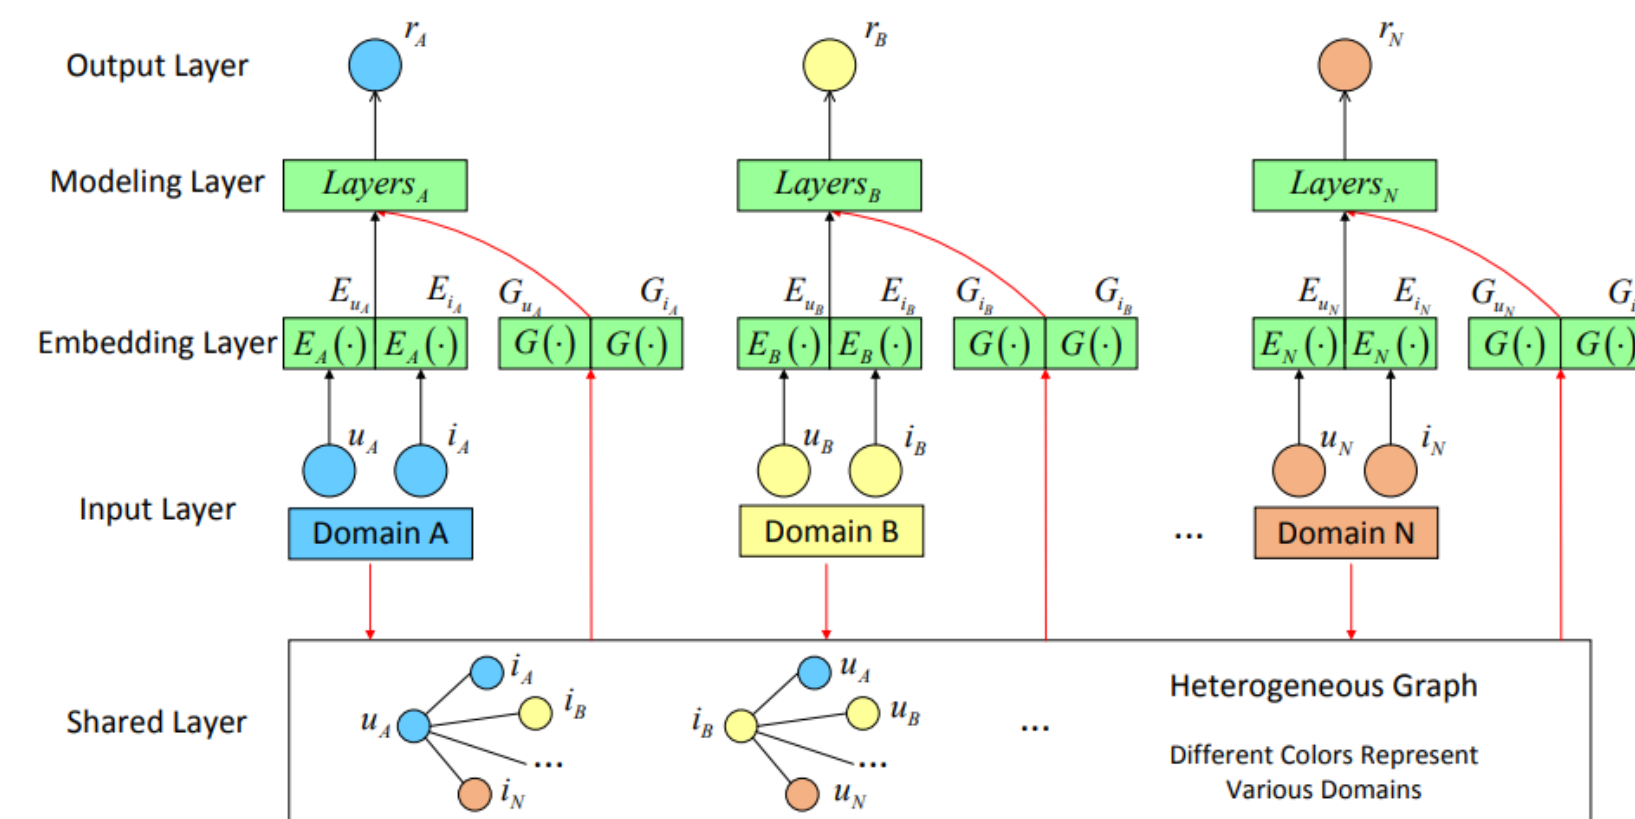 r_A r_B r_N
Output Layer
Modeling Layer Layers_A Layers_B Layers_N
E_{u_A} E_{i_A} G_{u_A} G_{i_A} E_{u_B} E_{i_B} G_{i_B} G_{i_B} E_{u_N} E_{i_N} G_{u_N} G_i
Embedding Layer E_A(·) E_A(·) G(·) G(·) E_B(·) E_B(·) G(·) G(·) E_N(·) E_N(·) G(·) G(·)
u_A i_A u_B i_B u_N i_N
Input Layer
Domain A Domain B ... Domain N
i_A u_A Heterogeneous Graph
i_B u_B
Shared Layer u_A i_B ...
... ... Different Colors Represent
i_N u_N Various Domains